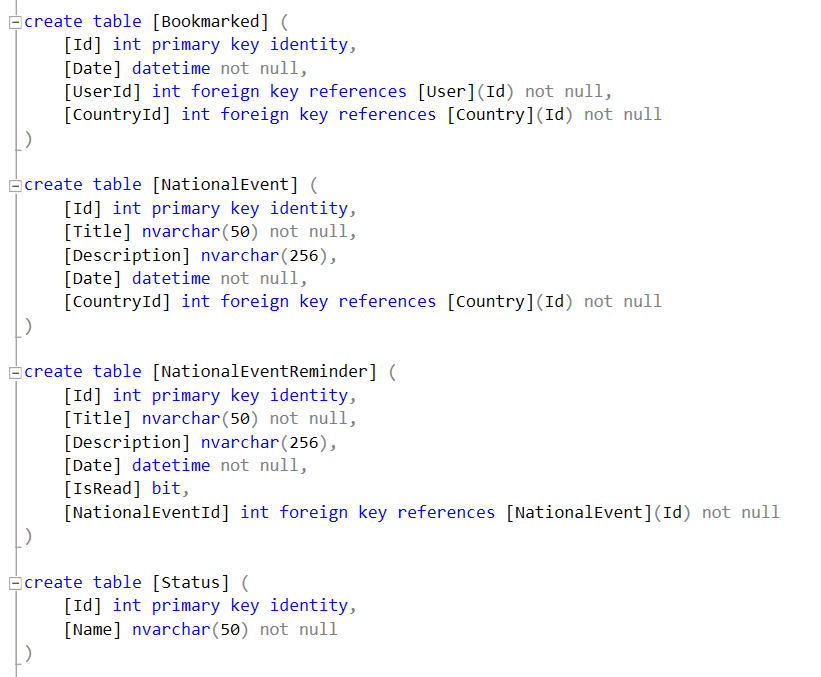 create table [Bookmarked] (
[Id] int primary key identity,
[Date] datetime not null,
[UserId] int foreign key references [User](Id) not null,
[CountryId] int foreign key references [Country](Id) not null
)
create table [NationalEvent] (
[Id] int primary key identity,
[Title] nvarchar(50) not null,
[Description] nvarchar(256),
[Date] datetime not null,
[CountryId] int foreign key references [Country](Id) not null
)
create table [NationalEventReminder] (
[Id] int primary key identity,
[Title] nvarchar(50) not null,
[Description] nvarchar(256),
[Date] datetime not null,
[IsRead] bit,
[NationalEventId] int foreign key references [NationalEvent](Id) not null
)
create table [Status] (
[Id] int primary key identity,
[Name] nvarchar(50) not null
)